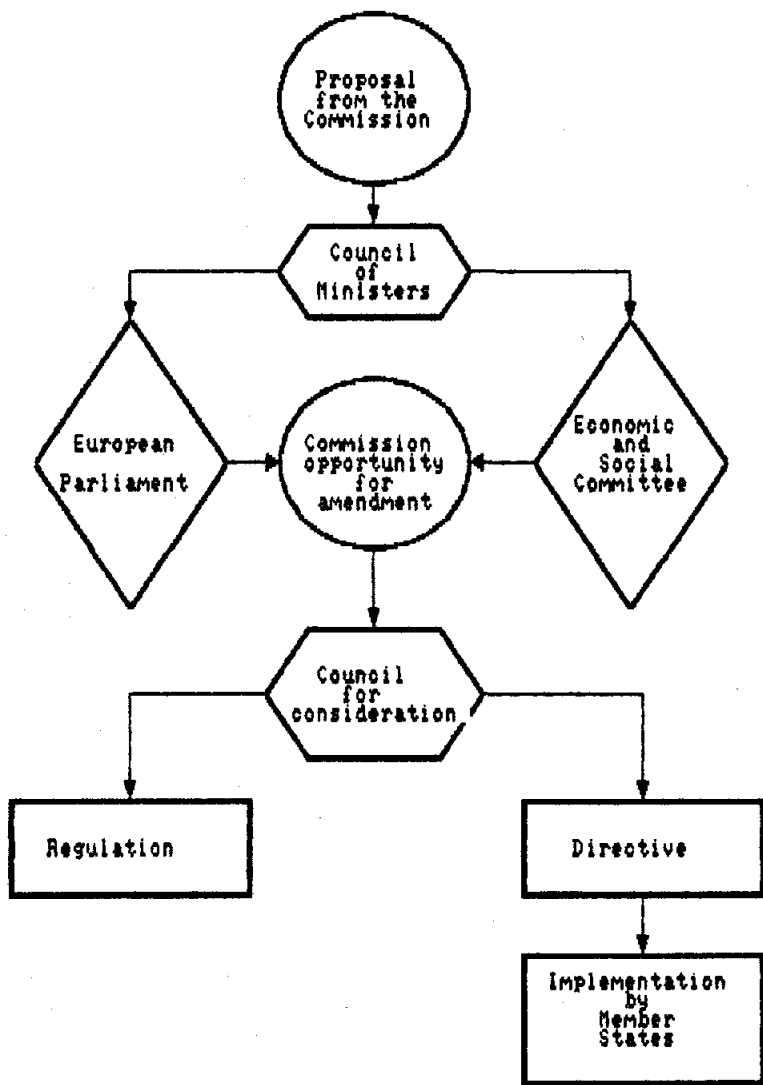 Proposal
from the
Commission
Council
of
Ministers
European
Parliament
Commission
opportunity
for
amendment
Economic
and
Social
Committee
Council
for
consideration
Regulation
Directive
Implementation
by
Member
States